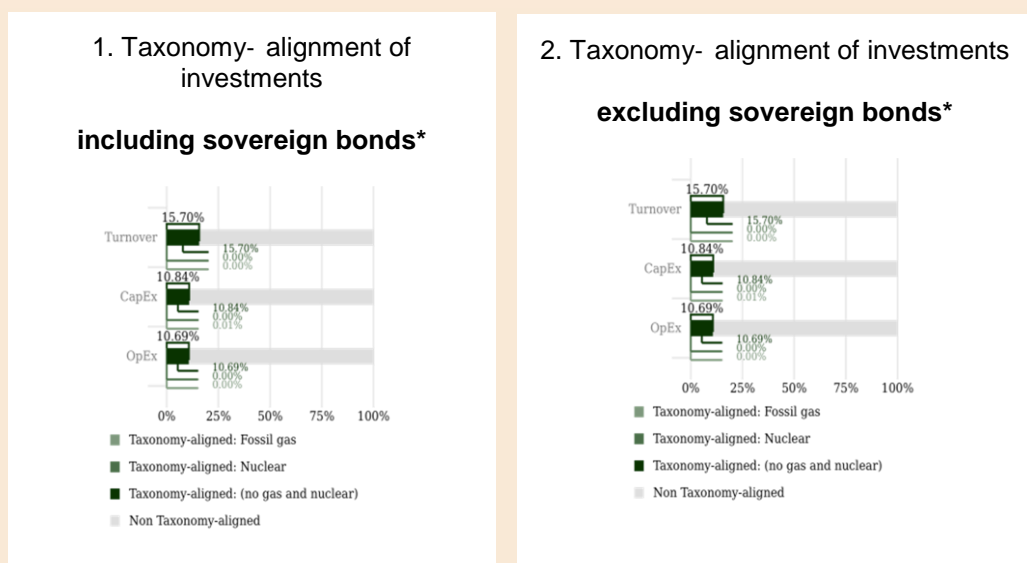 1. Taxonomy- alignment of
investments
including sovereign bonds*
15.70%
Turnover
15.70%
0.00%
0.00%
10.84%
CapEx
10.84%
0.00%
0.01%
10.69%
OpEx
10.69%
0.00%
0.00%
0% 25% 50% 75% 100%
Taxonomy-aligned: Fossil gas
Taxonomy-aligned: Nuclear
Taxonomy-aligned: (no gas and nuclear)
Non Taxonomy-aligned
2. Taxonomy- alignment of investments
excluding sovereign bonds*
15.70%
Turnover
15.70%
0.00%
0.00%
10.84%
CapEx
10.84%
0.00%
0.01%
10.69%
OpEx
10.69%
0.00%
0.00%
0% 25% 50% 75% 100%
Taxonomy-aligned: Fossil gas
Taxonomy-aligned: Nuclear
Taxonomy-aligned: (no gas and nuclear)
Non Taxonomy-aligned